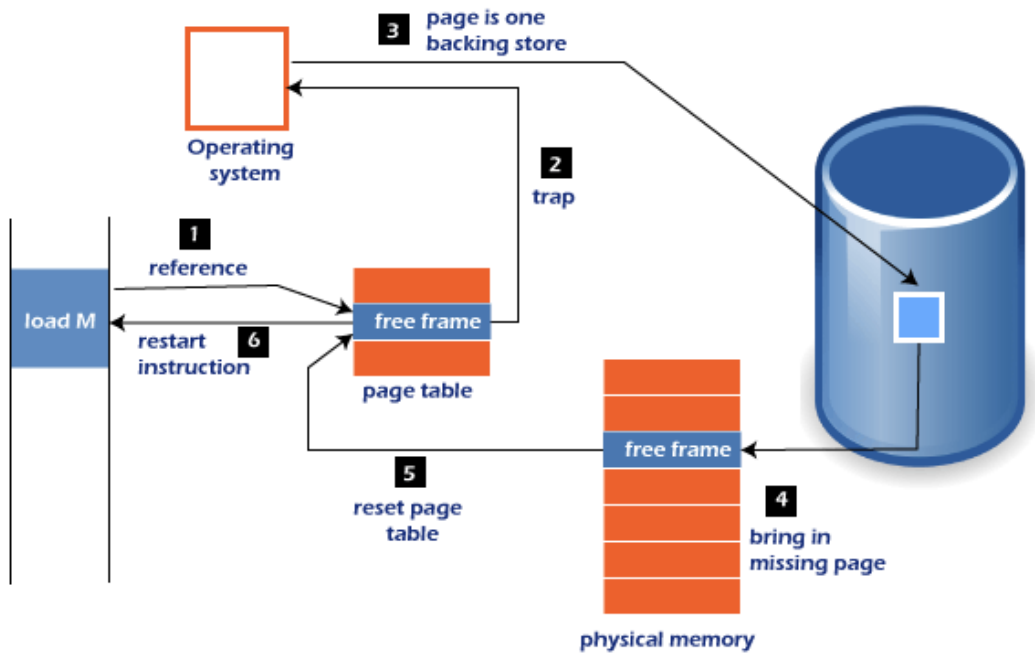 3
page is one
backing store
Operating
system
2
trap
1
reference
load M
free frame
6
restart
instruction
page table
free frame
5
reset page
table
4
bring in
missing page
physical memory